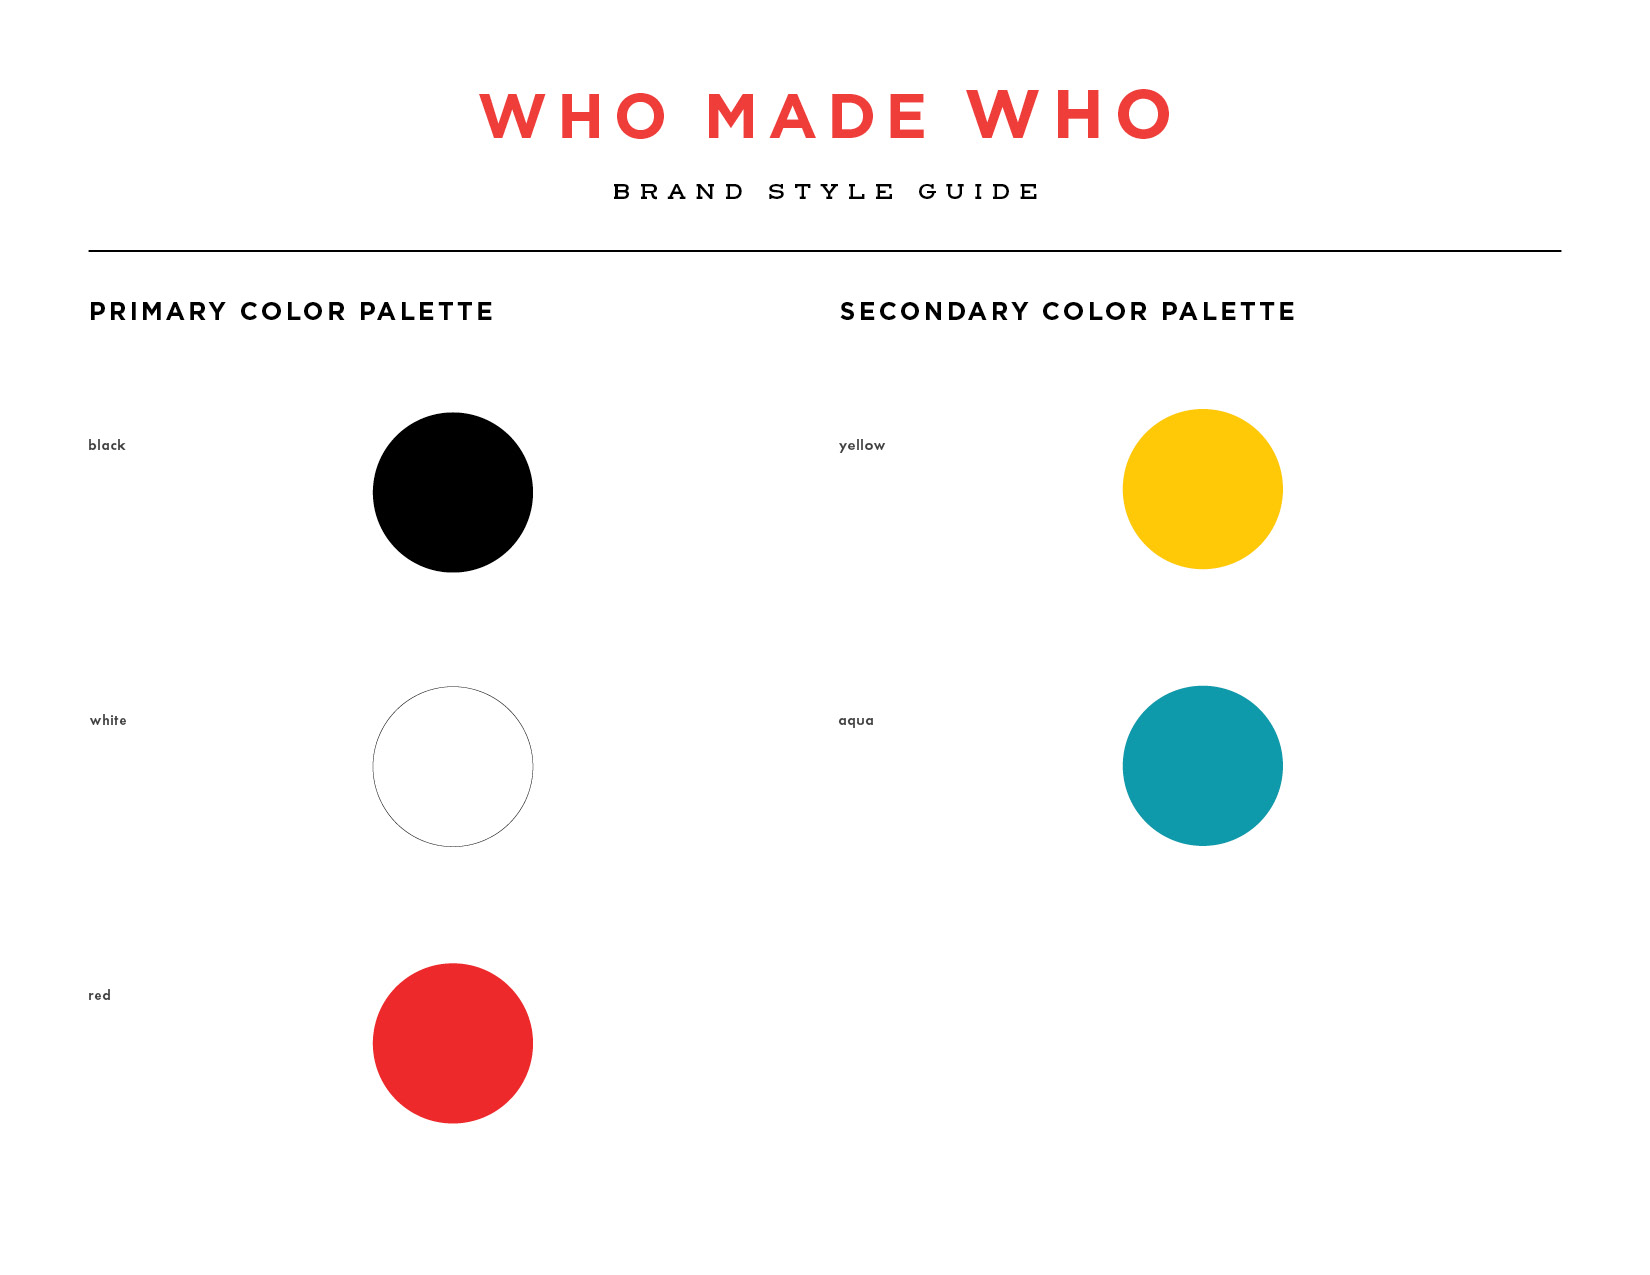 WHO MADE WHO
BRAND STYLE GUIDE
PRIMARY COLOR PALETTE
black
white
red
SECONDARY COLOR PALETTE
yellow
aqua